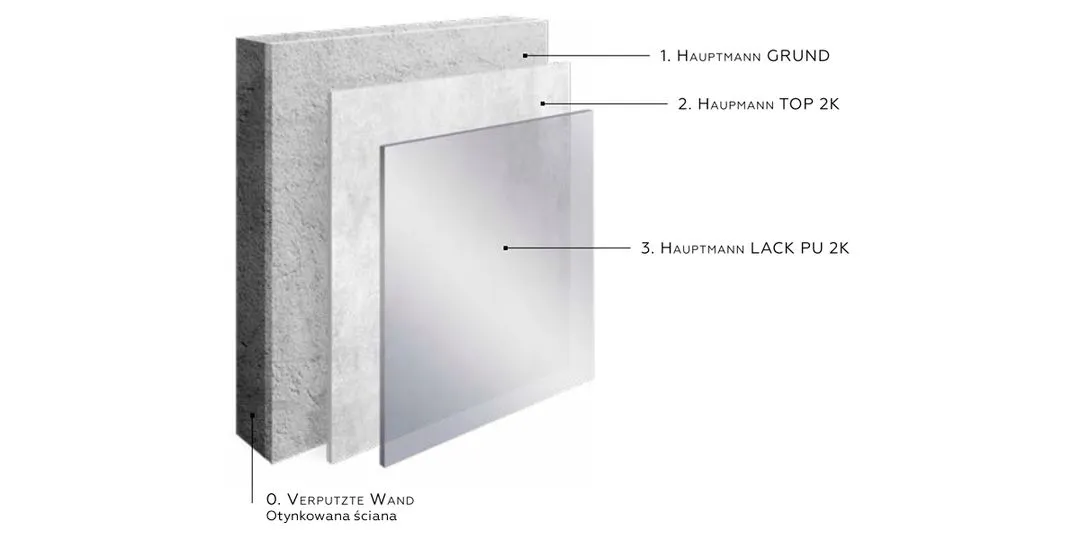 1. Hauptmann GRUND
2. Haupmann TOP 2K
3. Hauptmann LACK PU 2K
0. Verputzte Wand
Otynkowana ściana